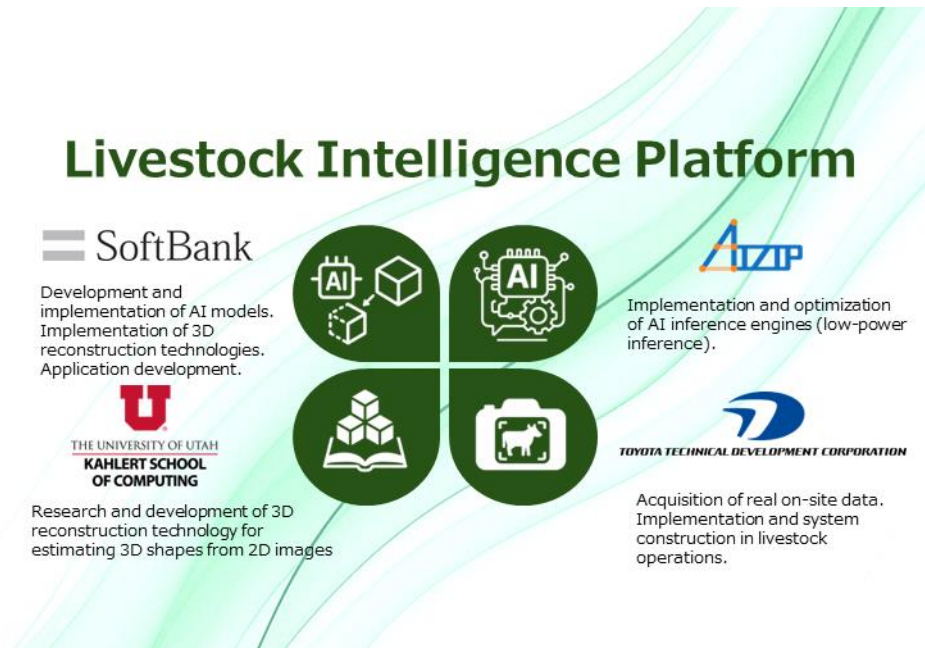 Livestock Intelligence Platform
SoftBank
Development and
implementation of AI models.
Implementation of 3D
reconstruction technologies.
Application development.
AI
AI
AIZIP
Implementation and optimization
of AI inference engines (low-power
inference).
U
THE UNIVERSITY OF UTAH
KAHLERT SCHOOL
OF COMPUTING
Research and development of 3D
reconstruction technology for
estimating 3D shapes from 2D images
TOYOTA TECHNICAL DEVELOPMENT CORPORATION
Acquisition of real on-site data.
Implementation and system
construction in livestock
operations.